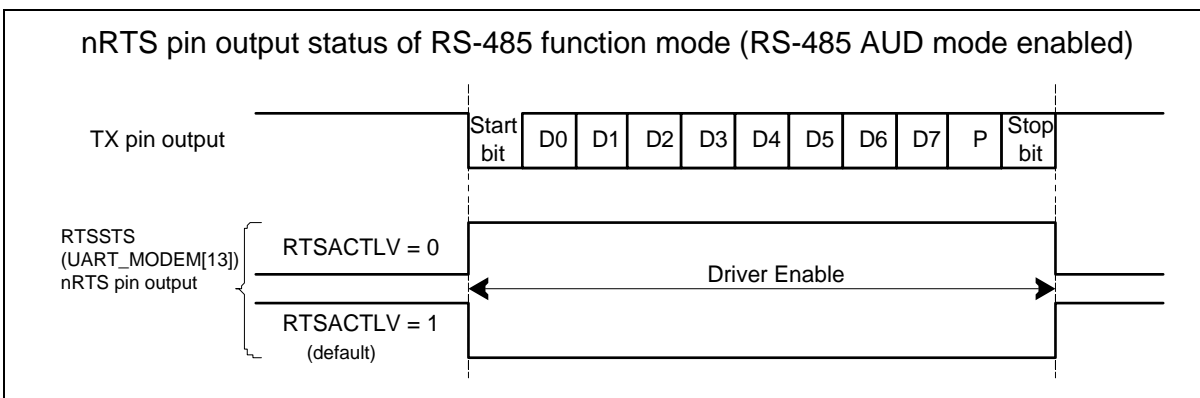 nRTS pin output status of RS-485 function mode (RS-485 AUD mode enabled)
TX pin output
Start bit
D0
D1
D2
D3
D4
D5
D6
D7
P
Stop bit
RTSSTS
(UART_MODEM[13])
nRTS pin output
RTSACTLV = 0
Driver Enable
RTSACTLV = 1
(default)